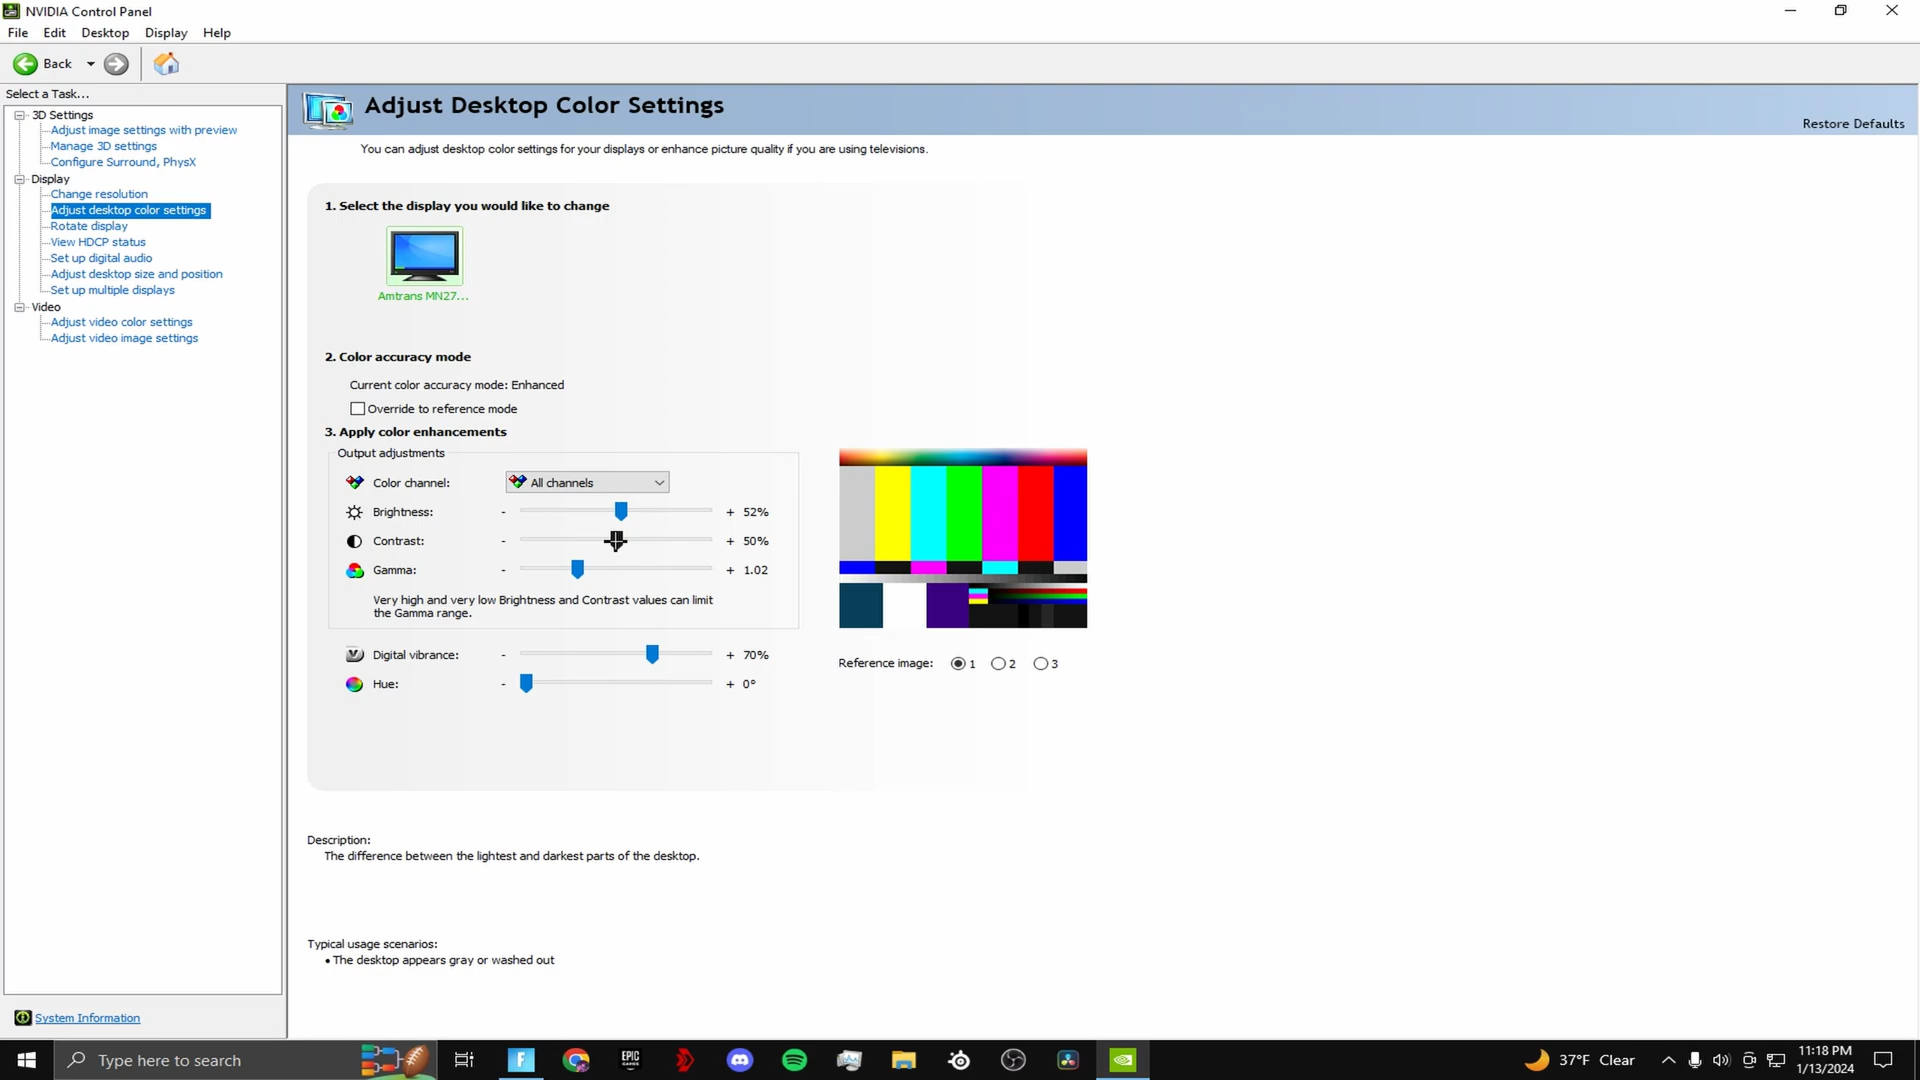 NVIDIA Control Panel
File Edit Desktop Display Help
Back
Select a Task...
3D Settings
Adjust image settings with preview
Manage 3D settings
Configure Surround, PhysX
Display
Change resolution
Adjust desktop color settings
Rotate display
View HDCP status
Set up digital audio
Adjust desktop size and position
Set up multiple displays
Video
Adjust video color settings
Adjust video image settings
System Information
Adjust Desktop Color Settings
Restore Defaults
You can adjust desktop color settings for your displays or enhance picture quality if you are using televisions.
1. Select the display you would like to change
Amtrans MN27...
2. Color accuracy mode
Current color accuracy mode: Enhanced
Override to reference mode
3. Apply color enhancements
Output adjustments
Color channel: All channels
Brightness: - + 52%
Contrast: - + 50%
Gamma: - + 1.02
Very high and very low Brightness and Contrast values can limit
the Gamma range.
Digital vibrance: - + 70%
Hue: - + 0°
Reference image: 1 2 3
Description:
The difference between the lightest and darkest parts of the desktop.
Typical usage scenarios:
• The desktop appears gray or washed out
Type here to search
EPIC
GAMES
37°F Clear
11:18 PM
1/13/2024